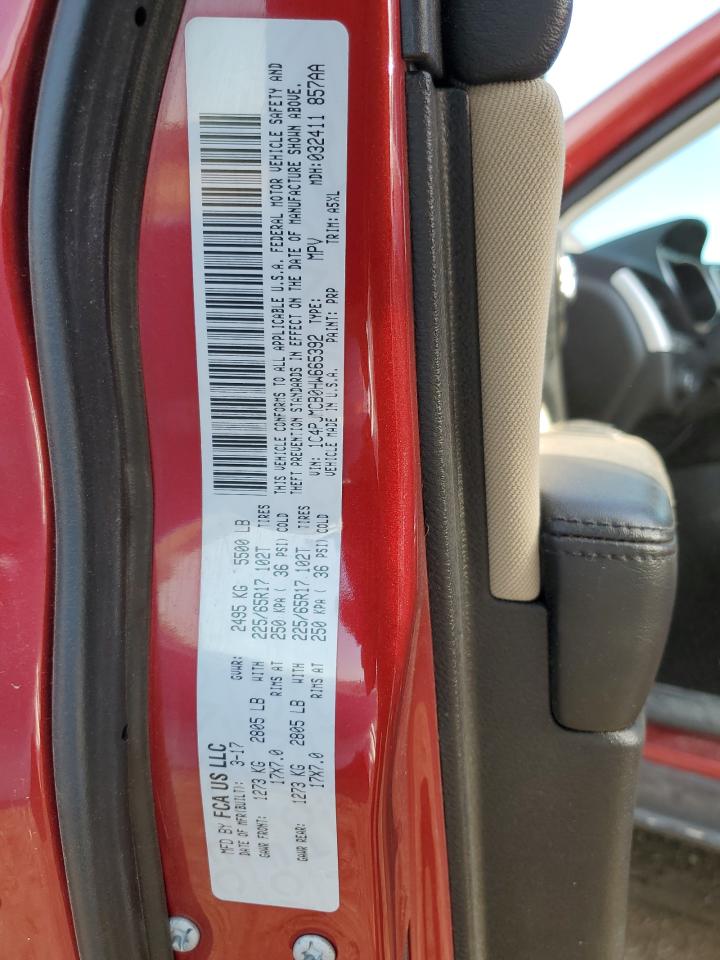 MFD BY FCA US LLC
DATE OF MFR(BUILT): 3-17 GVWR: 2495 KG 5500 LB
GAWR FRONT: 1273 KG 2805 LB WITH 225/65R17 102T TIRES
17X7.0 RIMS AT 250 KPA ( 36 PSI) COLD
GAWR REAR: 1273 KG 2805 LB WITH 225/65R17 102T TIRES
17X7.0 RIMS AT 250 KPA ( 36 PSI) COLD
THIS VEHICLE CONFORMS TO ALL APPLICABLE U.S.A. FEDERAL MOTOR VEHICLE SAFETY AND
THEFT PREVENTION STANDARDS IN EFFECT ON THE DATE OF MANUFACTURE SHOWN ABOVE.
VIN: 1C4PJMCB0HW665392 TYPE: MPV MDH:032411 857AA
VEHICLE MADE IN U.S.A. PAINT: PRP TRIM: A5XL